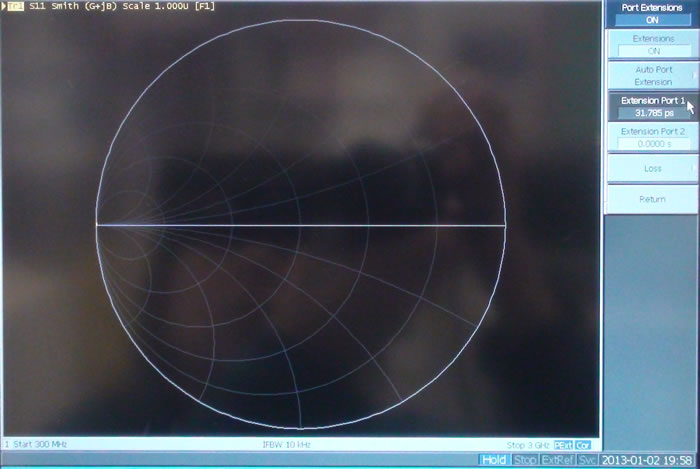 Tr1 S11 Smith (G+jB) Scale 1.000U [F1]
Port Extensions
ON
Extensions
ON
Auto Port
Extension
Extension Port 1
31.785 ps
Extension Port 2
0.0000 s
Loss
Return
1 Start 300 MHz IFBW 10 kHz Stop 3 GHz PExt Cor
Hold Stop ExtRef Svc 2013-01-02 19:58